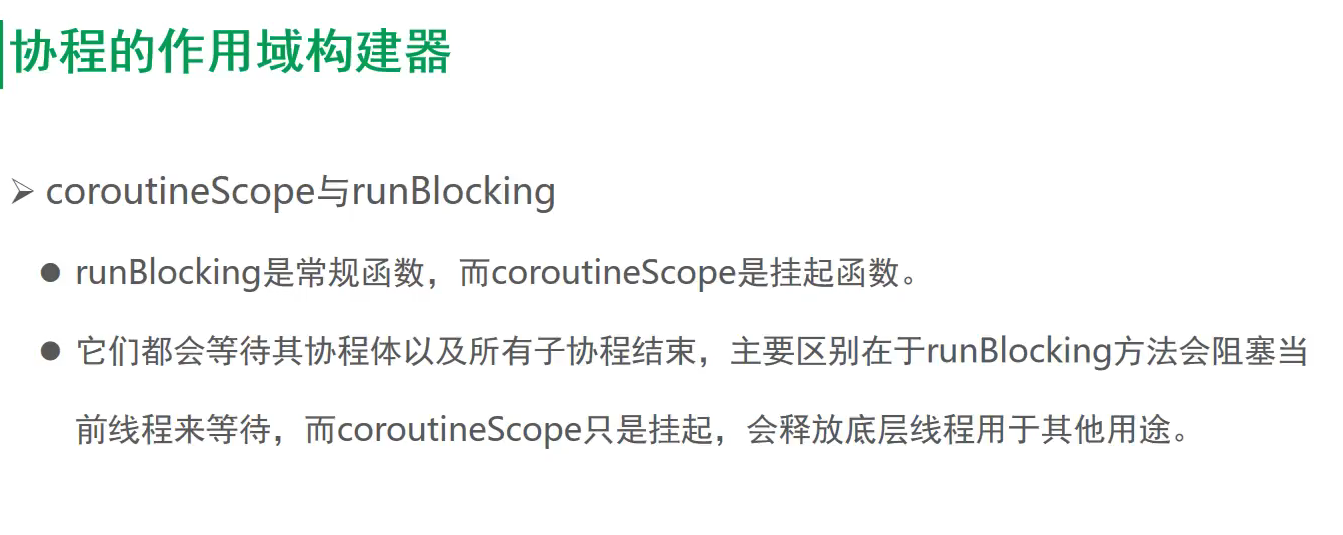 协程的作用域构建器
➢ coroutineScope与runBlocking
● runBlocking是常规函数，而coroutineScope是挂起函数。
● 它们都会等待其协程体以及所有子协程结束，主要区别在于runBlocking方法会阻塞当
前线程来等待，而coroutineScope只是挂起，会释放底层线程用于其他用途。